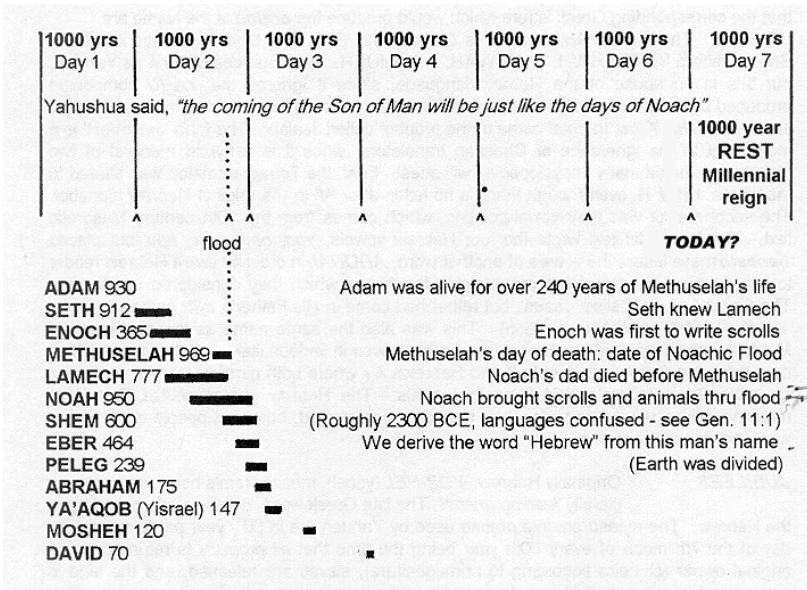 1000 yrs 1000 yrs 1000 yrs 1000 yrs 1000 yrs 1000 yrs 1000 yrs
Day 1 Day 2 Day 3 Day 4 Day 5 Day 6 Day 7
Yahushua said, "the coming of the Son of Man will be just like the days of Noach".
1000 year
REST
Millennial
reign
flood TODAY?
ADAM 930 Adam was alive for over 240 years of Methuselah's life
SETH 912 Seth knew Lamech
ENOCH 365 Enoch was first to write scrolls
METHUSELAH 969 Methuselah's day of death: date of Noachic Flood
LAMECH 777 Noah's dad died before Methuselah
NOAH 950 Noah brought scrolls and animals thru flood
SHEM 600 (Roughly 2300 BCE, languages confused - see Gen. 11:1)
EBER 464 We derive the word "Hebrew" from this man's name
PELEG 239 (Earth was divided)
ABRAHAM 175
YA'AQOB (Yisrael) 147
MOSHEH 120
DAVID 70